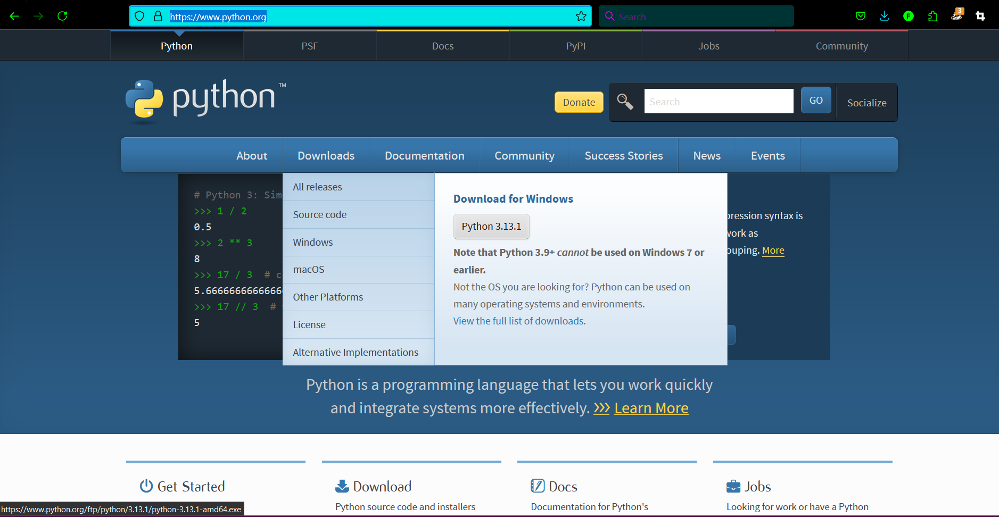 https://www.python.org
Search
3
F
Python
PSF
Docs
PyPI
Jobs
Community
python™
Donate
Search
GO
Socialize
About
Downloads
Documentation
Community
Success Stories
News
Events
# Python 3: Sim
>>> 1 / 2
0.5
>>> 2 ** 3
8
>>> 17 / 3  # c
5.6666666666666
>>> 17 // 3  #
5
All releases
Source code
Windows
macOS
Other Platforms
License
Alternative Implementations
Download for Windows
Python 3.13.1
Note that Python 3.9+ cannot be used on Windows 7 or
earlier.
Not the OS you are looking for? Python can be used on
many operating systems and environments.
View the full list of downloads.
pression syntax is
work as
ouping. More
Python is a programming language that lets you work quickly
and integrate systems more effectively. >>> Learn More
Get Started
Download
Python source code and installers
Docs
Documentation for Python's
Jobs
Looking for work or have a Python
https://www.python.org/ftp/python/3.13.1/python-3.13.1-amd64.exe